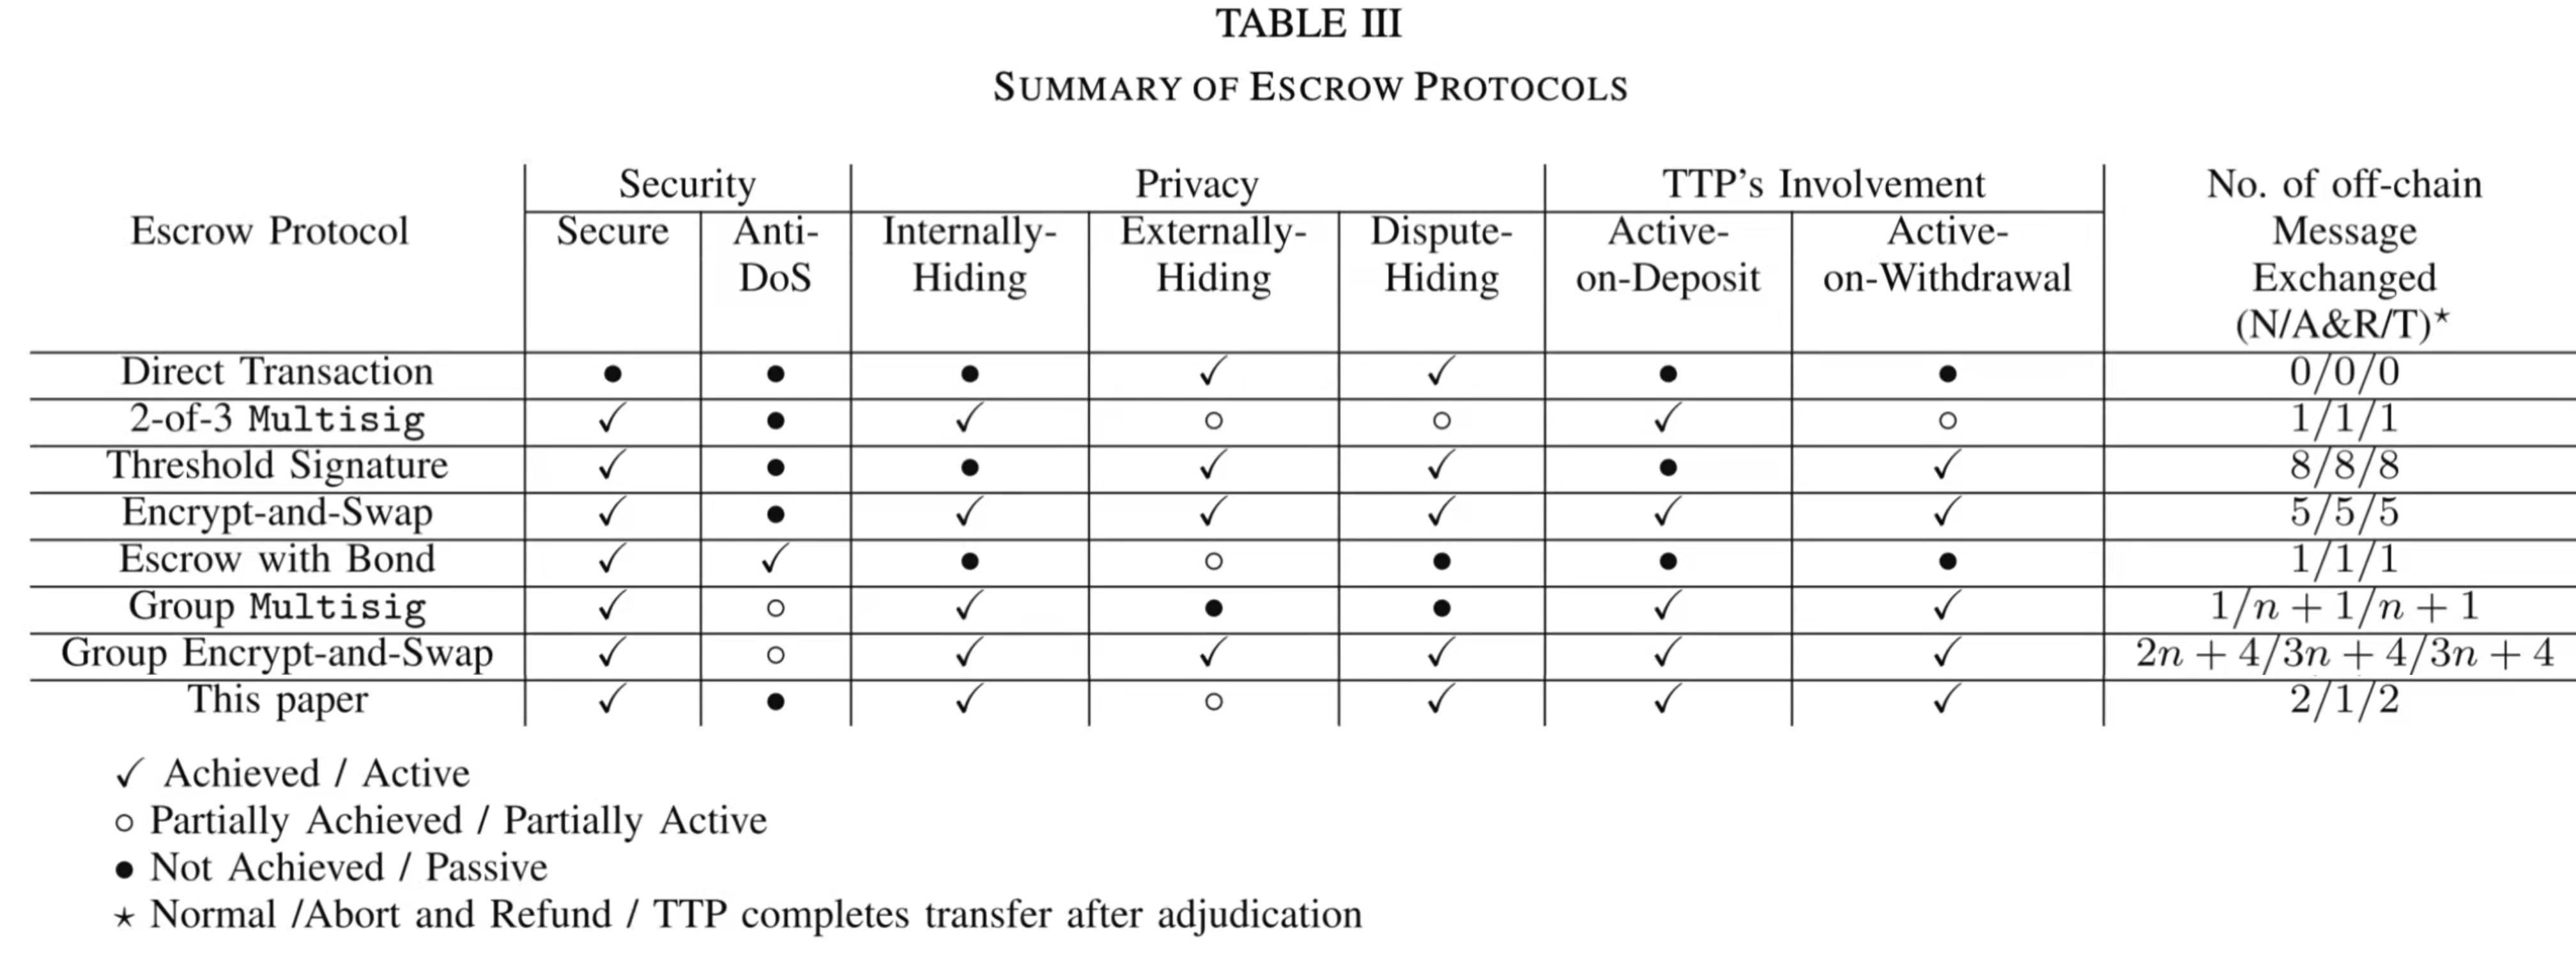 TABLE III
SUMMARY OF ESCROW PROTOCOLS
Security Privacy TTP's Involvement No. of off-chain
Escrow Protocol Secure Anti- Internally- Externally- Dispute- Active- Active- Message
DoS Hiding Hiding Hiding on-Deposit on-Withdrawal Exchanged
(N/A&R/T)⋆
Direct Transaction ● ● ● ✓ ✓ ● ● 0/0/0
2-of-3 Multisig ✓ ● ✓ ○ ○ ✓ ○ 1/1/1
Threshold Signature ✓ ● ● ✓ ✓ ● ✓ 8/8/8
Encrypt-and-Swap ✓ ● ✓ ✓ ✓ ✓ ✓ 5/5/5
Escrow with Bond ✓ ✓ ● ○ ● ● ● 1/1/1
Group Multisig ✓ ○ ✓ ● ● ✓ ✓ 1/n + 1/n + 1
Group Encrypt-and-Swap ✓ ○ ✓ ✓ ✓ ✓ ✓ 2n + 4/3n + 4/3n + 4
This paper ✓ ● ✓ ○ ✓ ✓ ✓ 2/1/2
✓ Achieved / Active
○ Partially Achieved / Partially Active
● Not Achieved / Passive
⋆ Normal /Abort and Refund / TTP completes transfer after adjudication